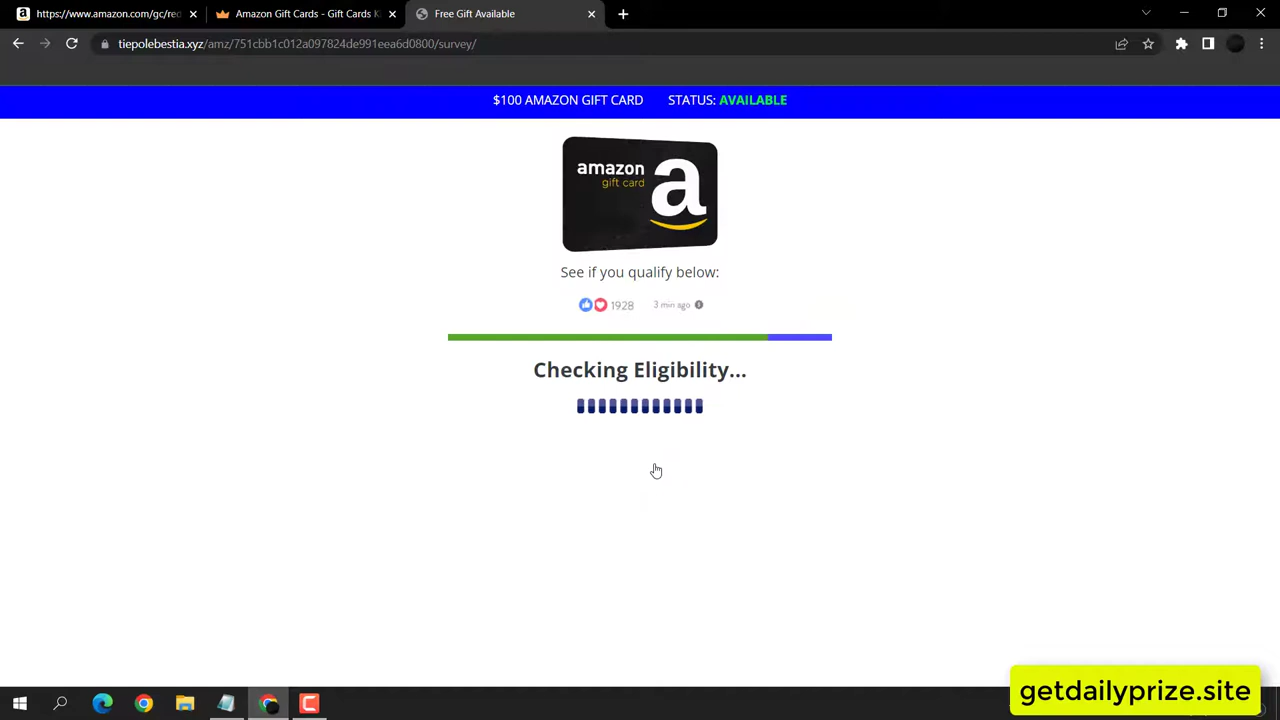 https://www.amazon.com/gc/red
Amazon Gift Cards - Gift Cards K
Free Gift Available
tiepolebestia.xyz/amz/751cbb1c012a097824de991eea6d0800/survey/
$100 AMAZON GIFT CARD STATUS: AVAILABLE
amazon
gift card
See if you qualify below:
1928 3 min ago
Checking Eligibility...
getdailyprize.site